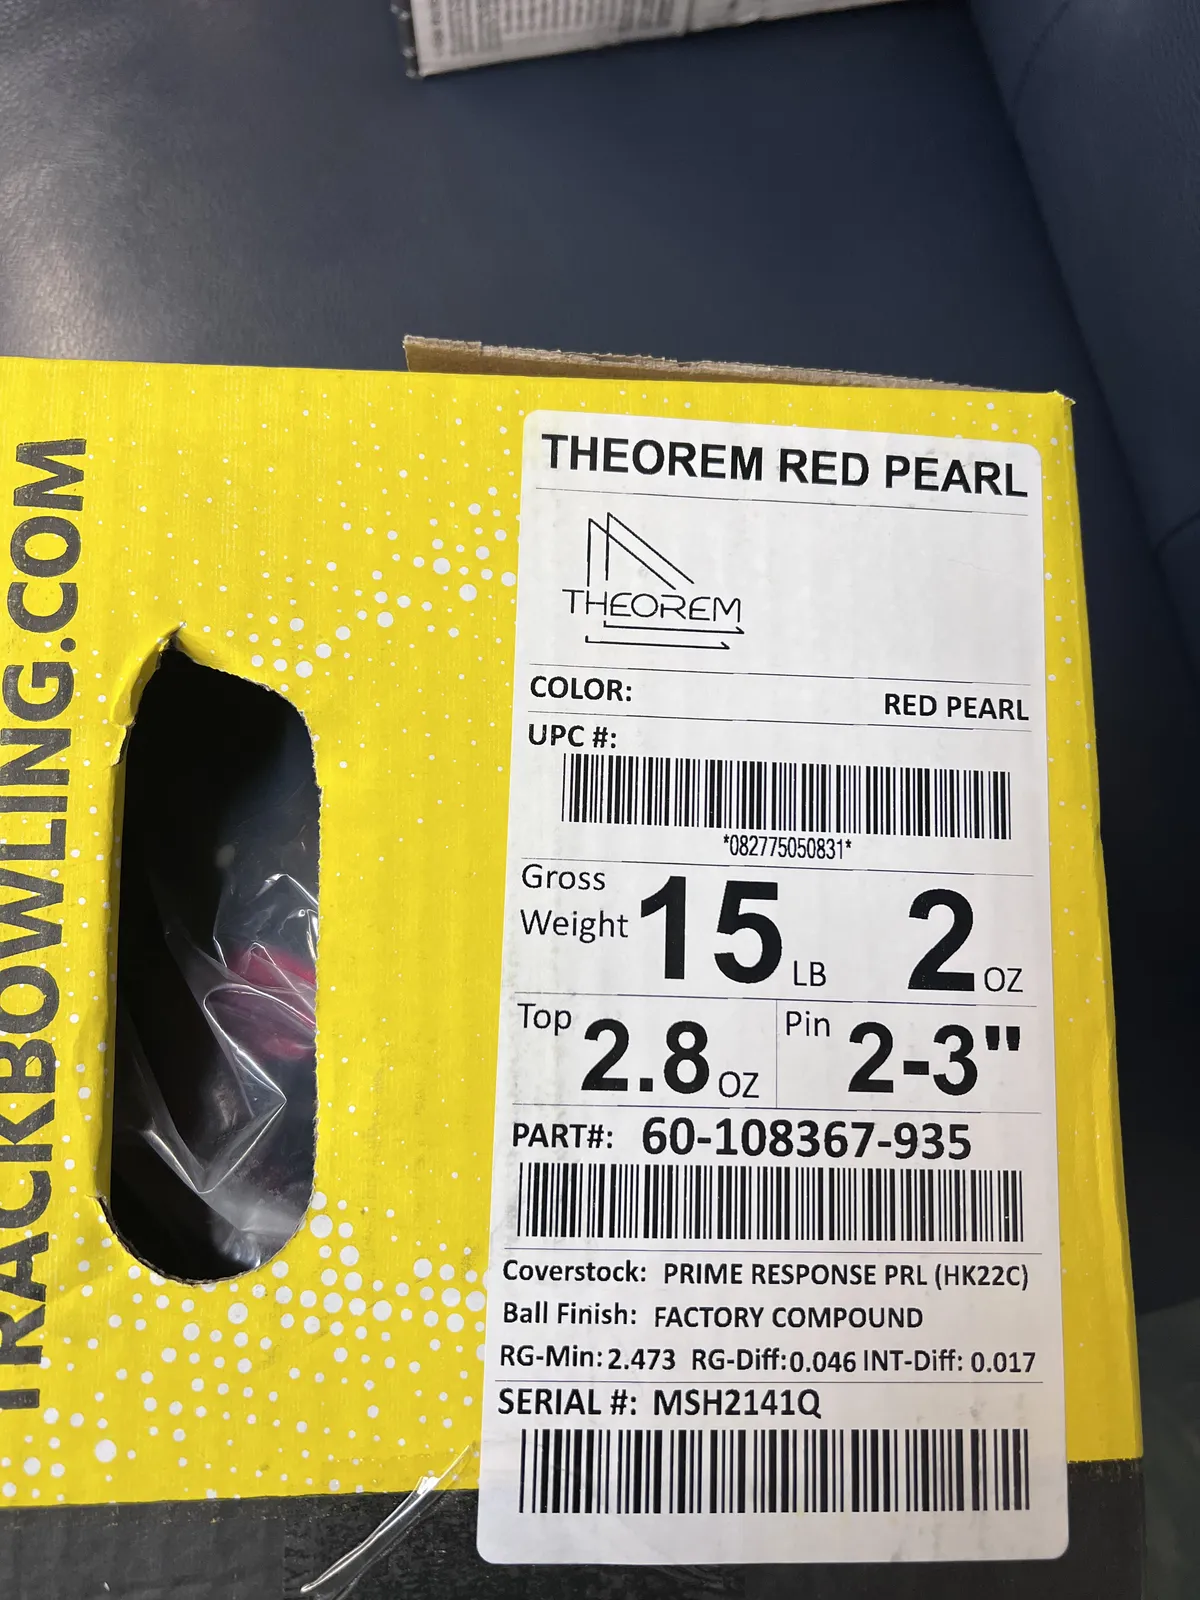 TRACKBOWLING.COM
THEOREM RED PEARL
THEOREM
COLOR: RED PEARL
UPC #:
*082775050831*
Gross Weight 15 LB 2 OZ
Top 2.8 OZ Pin 2-3"
PART#: 60-108367-935
Coverstock: PRIME RESPONSE PRL (HK22C)
Ball Finish: FACTORY COMPOUND
RG-Min: 2.473 RG-Diff: 0.046 INT-Diff: 0.017
SERIAL #: MSH2141Q